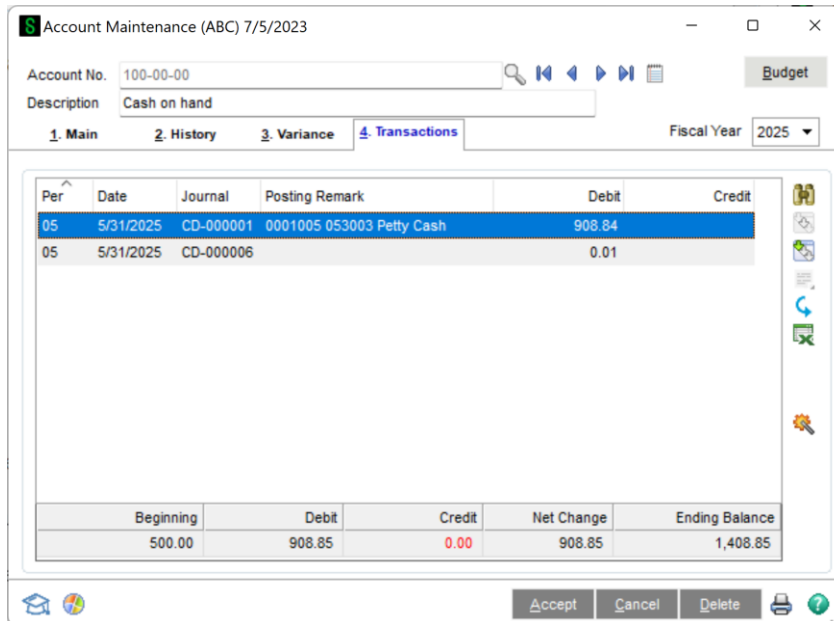 S Account Maintenance (ABC) 7/5/2023
Account No. 100-00-00 Budget
Description Cash on hand
1. Main 2. History 3. Variance 4. Transactions Fiscal Year 2025
Per Date Journal Posting Remark Debit Credit
05 5/31/2025 CD-000001 0001005 053003 Petty Cash 908.84
05 5/31/2025 CD-000006 0.01
Beginning Debit Credit Net Change Ending Balance
500.00 908.85 0.00 908.85 1,408.85
Accept Cancel Delete